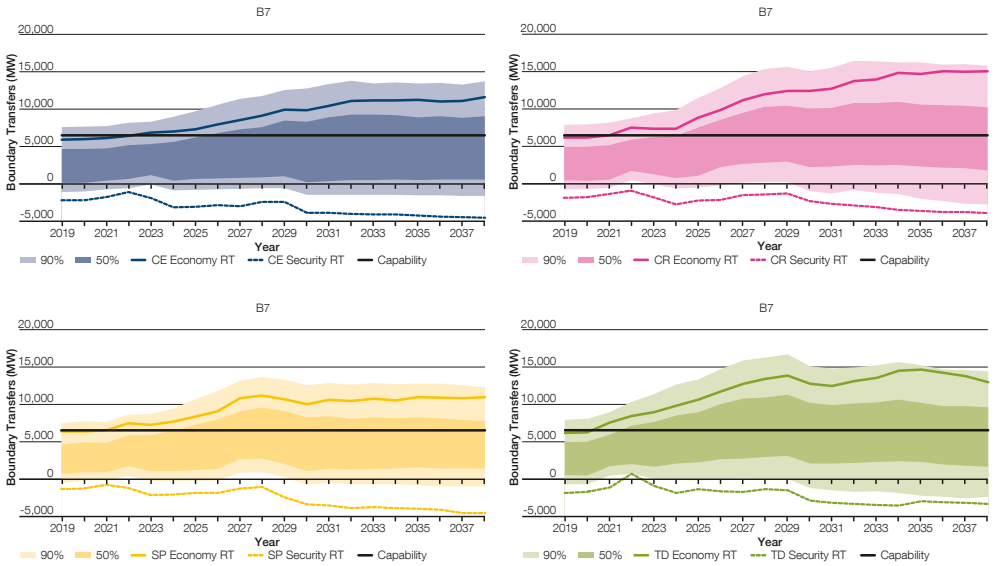 B7
Boundary Transfers (MW)
20,000
15,000
10,000
5,000
0
-5,000
2019 2021 2023 2025 2027 2029 2031 2033 2035 2037
Year
90% 50% CE Economy RT CE Security RT Capability
B7
Boundary Transfers (MW)
20,000
15,000
10,000
5,000
0
-5,000
2019 2021 2023 2025 2027 2029 2031 2033 2035 2037
Year
90% 50% CR Economy RT CR Security RT Capability
B7
Boundary Transfers (MW)
20,000
15,000
10,000
5,000
0
-5,000
2019 2021 2023 2025 2027 2029 2031 2033 2035 2037
Year
90% 50% SP Economy RT SP Security RT Capability
B7
Boundary Transfers (MW)
20,000
15,000
10,000
5,000
0
-5,000
2019 2021 2023 2025 2027 2029 2031 2033 2035 2037
Year
90% 50% TD Economy RT TD Security RT Capability